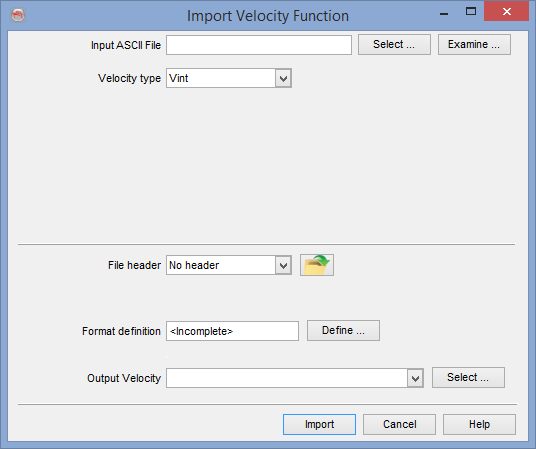 Import Velocity Function
Input ASCII File Select ... Examine ...
Velocity type Vint
File header No header
Format definition <Incomplete> Define ...
Output Velocity Select ...
Import Cancel Help